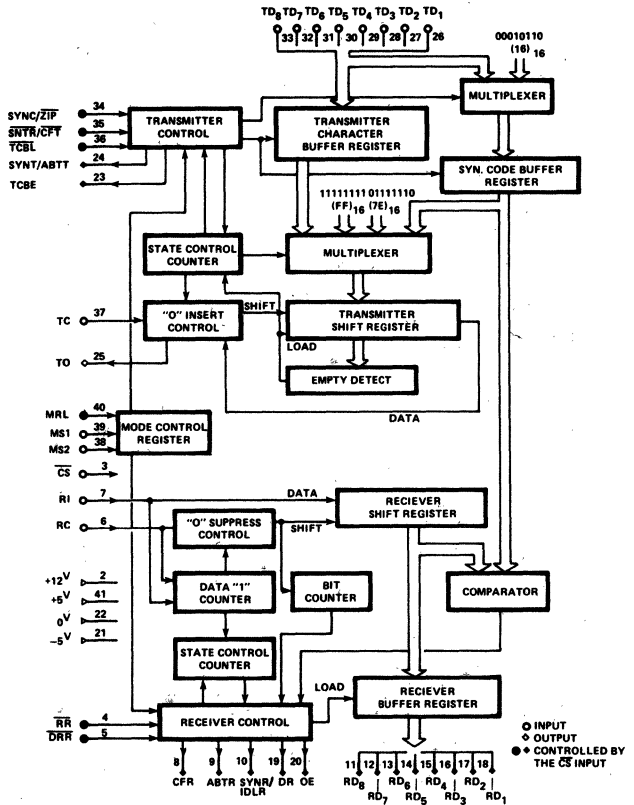 TD8 TD7 TD6 TD5 TD4 TD3 TD2 TD1
33 32 31 30 29 28 27 26
00010110
(16)16
MULTIPLEXER
SYNC/ZIP 34
SNTR/CFT 35
TCBL 36
SYNT/ABTT 24
TCBE 23
TRANSMITTER
CONTROL
TRANSMITTER
CHARACTER
BUFFER REGISTER
SYN. CODE BUFFER
REGISTER
11111111 01111110
(FF)16 (7E)16
STATE CONTROL
COUNTER
MULTIPLEXER
TC 37
"O" INSERT
CONTROL
SHIFT
LOAD
TRANSMITTER
SHIFT REGISTER
TO 25
EMPTY DETECT
DATA
MRL 40
MS1 39
MS2 38
MODE CONTROL
REGISTER
CS 3
RI 7
DATA
RECIEVER
SHIFT REGISTER
RC 6
"O" SUPPRESS
CONTROL
SHIFT
+12V 2
+5V 41
0V 22
-5V 21
DATA "1"
COUNTER
BIT
COUNTER
COMPARATOR
STATE CONTROL
COUNTER
LOAD
RECIEVER
BUFFER REGISTER
RR 4
DRR 5
RECEIVER CONTROL
8 9 10 19 20
CFR ABTR SYNR/
IDLR DR OE
11 12 13 14 15 16 17 18
RD8 RD7 RD6 RD5 RD4 RD3 RD2 RD1
INPUT
OUTPUT
CONTROLLED BY
THE CS INPUT